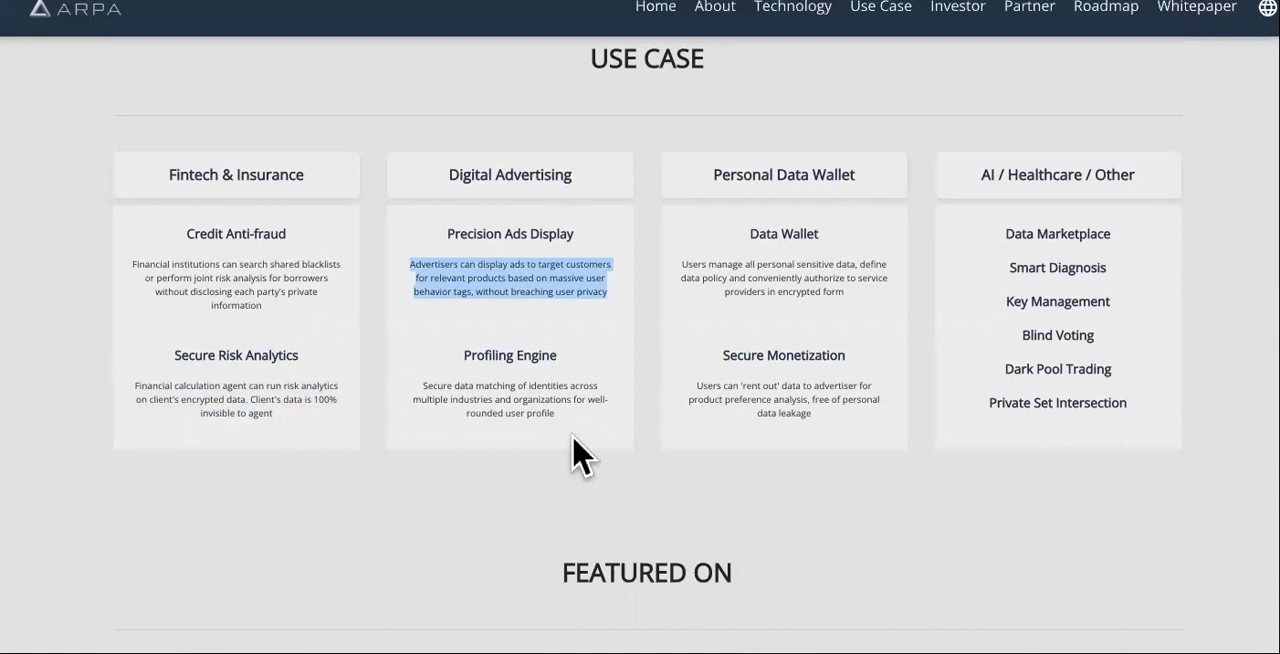 ARPA
Home About Technology Use Case Investor Partner Roadmap Whitepaper
USE CASE
Fintech & Insurance
Credit Anti-fraud
Financial institutions can search shared blacklists
or perform joint risk analysis for borrowers
without disclosing each party's private
information
Secure Risk Analytics
Financial calculation agent can run risk analytics
on client's encrypted data. Client's data is 100%
invisible to agent
Digital Advertising
Precision Ads Display
Advertisers can display ads to target customers
for relevant products based on massive user
behavior tags, without breaching user privacy
Profiling Engine
Secure data matching of identities across
multiple industries and organizations for well-
rounded user profile
Personal Data Wallet
Data Wallet
Users manage all personal sensitive data, define
data policy and conveniently authorize to service
providers in encrypted form
Secure Monetization
Users can 'rent out' data to advertiser for
product preference analysis, free of personal
data leakage
AI / Healthcare / Other
Data Marketplace
Smart Diagnosis
Key Management
Blind Voting
Dark Pool Trading
Private Set Intersection
FEATURED ON